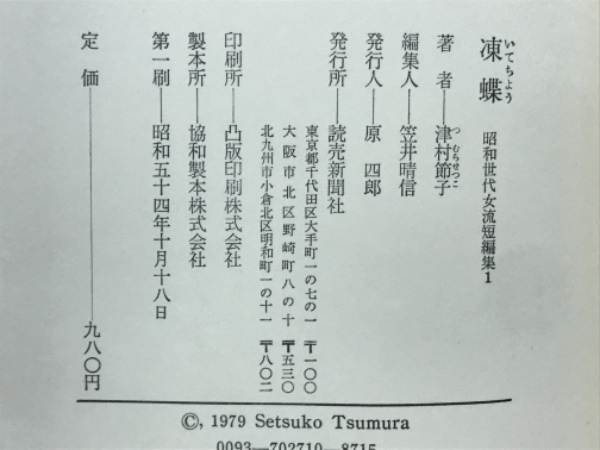 凍蝶 昭和世代女流短編集1
いてちょう
著者──津村節子
つむらせつこ
編集人──笠井晴信
発行人──原四郎
発行所──読売新聞社
東京都千代田区大手町一の七の一 〒一〇〇
大阪市北区野崎町八の十 〒五三〇
北九州市小倉北区明和町一の十一 〒八〇二
印刷所──凸版印刷株式会社
製本所──協和製本株式会社
第一刷──昭和五十四年十月十八日
定価──九八〇円
©, 1979 Setsuko Tsumura
0093―702710―8715